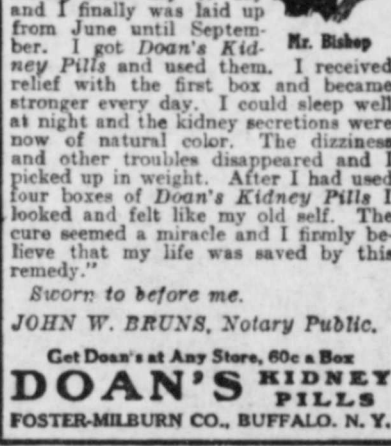 and I finally was laid up
from June until Septem-
ber. I got Doan's Kid-
Mr. Bishop
ney Pills and used them. I received
relief with the first box and became
stronger every day. I could sleep well
at night and the kidney secretions were
now of natural color. The dizziness
and other troubles disappeared and I
picked up in weight. After I had used
four boxes of Doan's Kidney Pills I
looked and felt like my old self. The
cure seemed a miracle and I firmly be-
lieve that my life was saved by this
remedy."
Sworn to before me.
JOHN W. BRUNS, Notary Public.
Get Doan's at Any Store, 60c a Box
DOAN'S KIDNEY
PILLS
FOSTER-MILBURN CO., BUFFALO. N. Y.